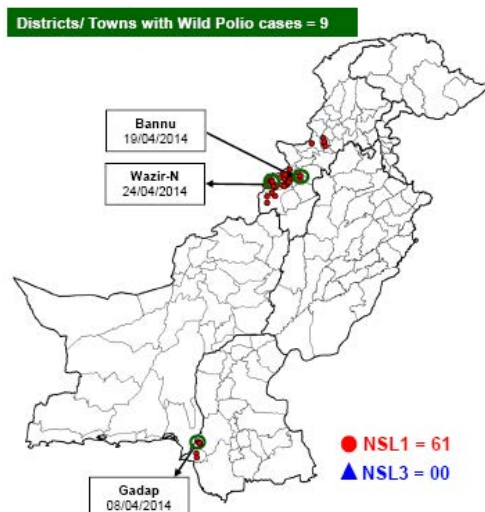 Districts/ Towns with Wild Polio cases = 9
Bannu
19/04/2014
Wazir-N
24/04/2014
NSL1 = 61
NSL3 = 00
Gadap
08/04/2014